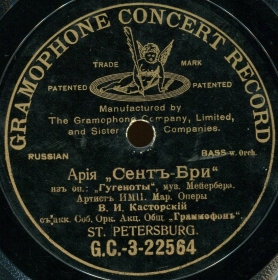 GRAMOPHONE CONCERT RECORD
TRADE MARK
PATENTED PATENTED
Manufactured by
The Gramophone Company, Limited,
and Sister Companies.
RUSSIAN BASS w. Orch.
Арія „Сентъ-Бри“
изъ оп.: „Гугеноты“, муз. Мейербера.
Артистъ ИМП. Мар. Оперы
В. И. Касторскій
съ акк. Соб. Орк. Акц. Общ. „Граммофонъ“
ST. PETERSBURG.
G.C.-3-22564